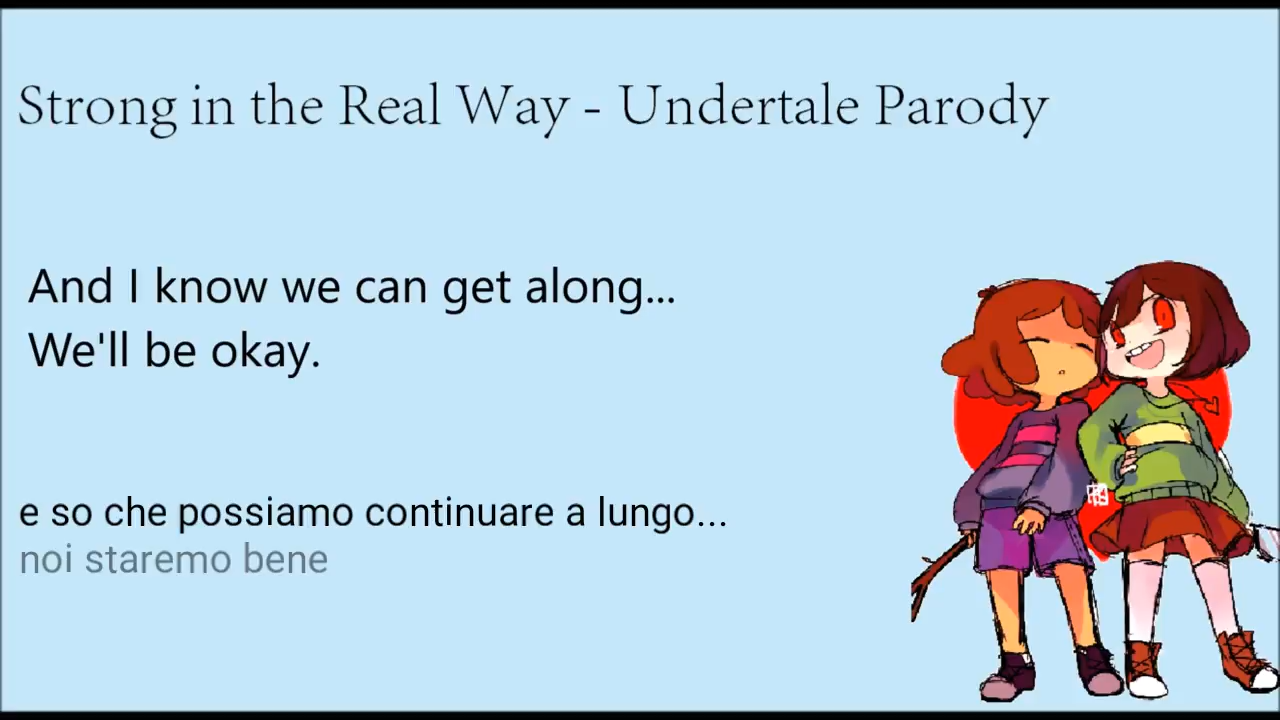 Strong in the Real Way - Undertale Parody
And I know we can get along...
We'll be okay.
e so che possiamo continuare a lungo...
noi staremo bene